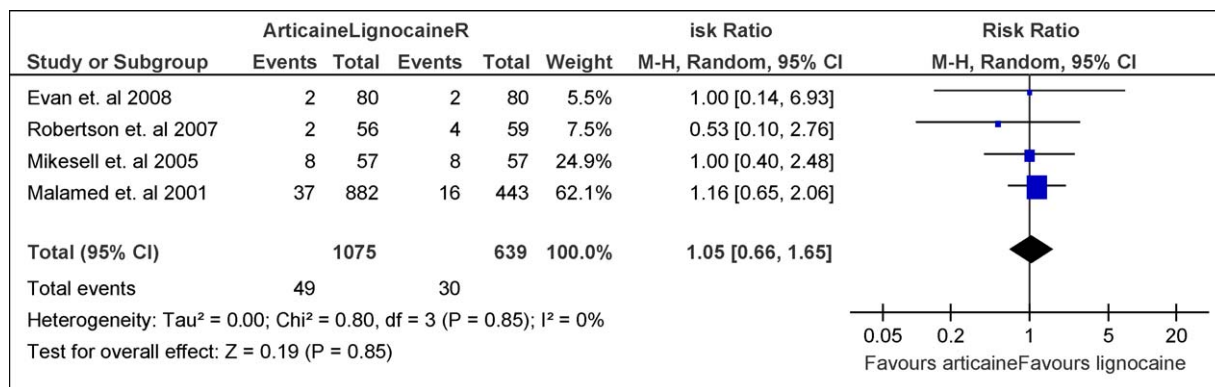 ArticaineLignocaineR isk Ratio Risk Ratio
Study or Subgroup Events Total Events Total Weight M-H, Random, 95% CI M-H, Random, 95% CI
Evan et. al 2008 2 80 2 80 5.5% 1.00 [0.14, 6.93]
Robertson et. al 2007 2 56 4 59 7.5% 0.53 [0.10, 2.76]
Mikesell et. al 2005 8 57 8 57 24.9% 1.00 [0.40, 2.48]
Malamed et. al 2001 37 882 16 443 62.1% 1.16 [0.65, 2.06]
Total (95% CI) 1075 639 100.0% 1.05 [0.66, 1.65]
Total events 49 30
Heterogeneity: Tau² = 0.00; Chi² = 0.80, df = 3 (P = 0.85); I² = 0%
Test for overall effect: Z = 0.19 (P = 0.85)
0.05 0.2 1 5 20
Favours articaineFavours lignocaine